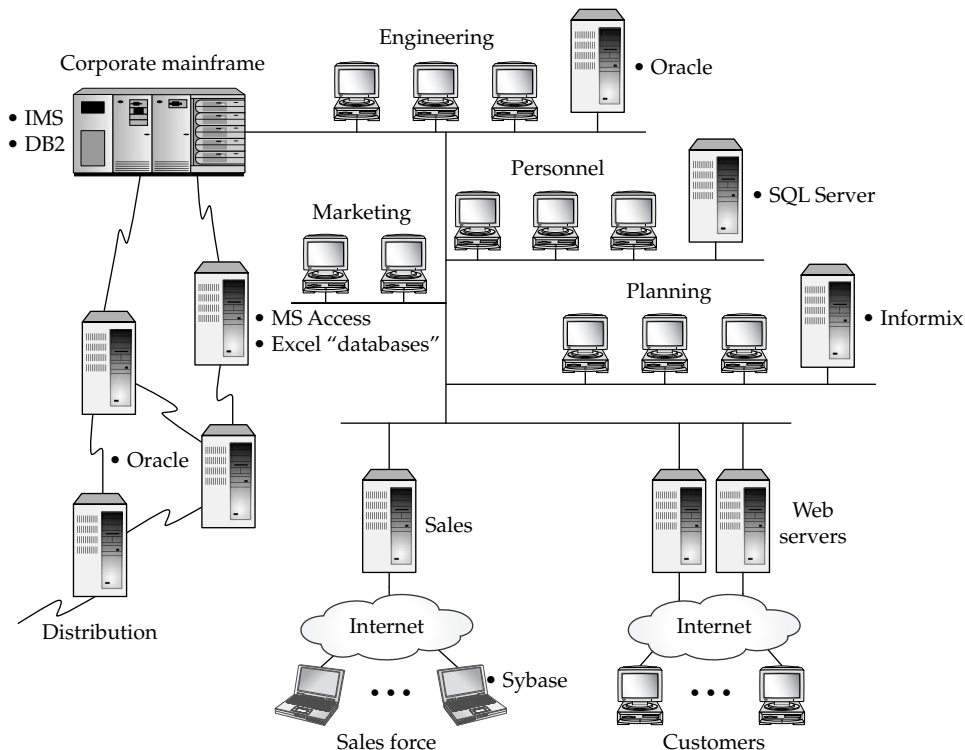 Engineering
Corporate mainframe
• Oracle
• IMS
• DB2
Personnel
• SQL Server
Marketing
Planning
• MS Access
• Excel “databases”
• Informix
• Oracle
Sales
Web
servers
Distribution
Internet
Internet
• Sybase
Sales force
Customers